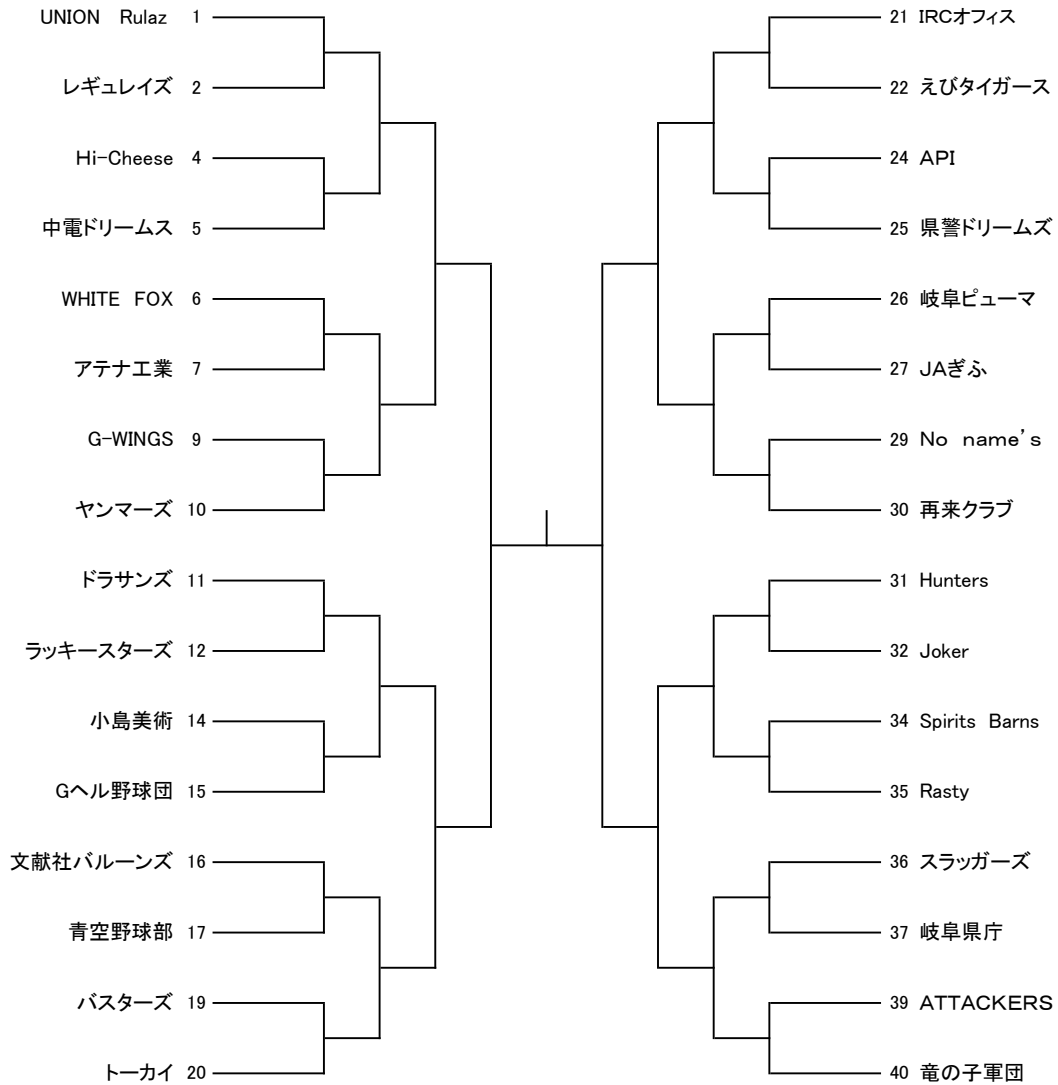 UNION Rulaz 1
レギュレイズ 2
Hi-Cheese 4
中電ドリームス 5
WHITE FOX 6
アテナ工業 7
G-WINGS 9
ヤンマーズ 10
ドラサンズ 11
ラッキースターズ 12
小島美術 14
Gヘル野球団 15
文献社バルーンズ 16
青空野球部 17
バスターズ 19
トーカイ 20
21 IRCオフィス
22 えびタイガース
24 API
25 県警ドリームズ
26 岐阜ピューマ
27 JAぎふ
29 No name's
30 再来クラブ
31 Hunters
32 Joker
34 Spirits Barns
35 Rasty
36 スラッガーズ
37 岐阜県庁
39 ATTACKERS
40 竜の子軍団